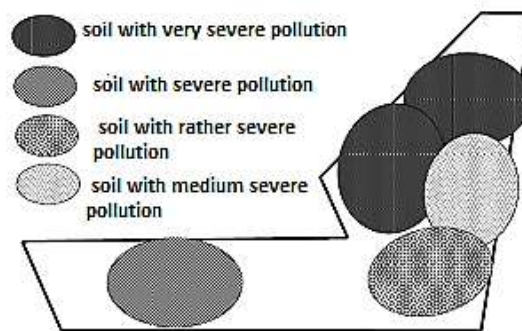 soil with very severe pollution
soil with severe pollution
soil with rather severe
pollution
soil with medium severe
pollution